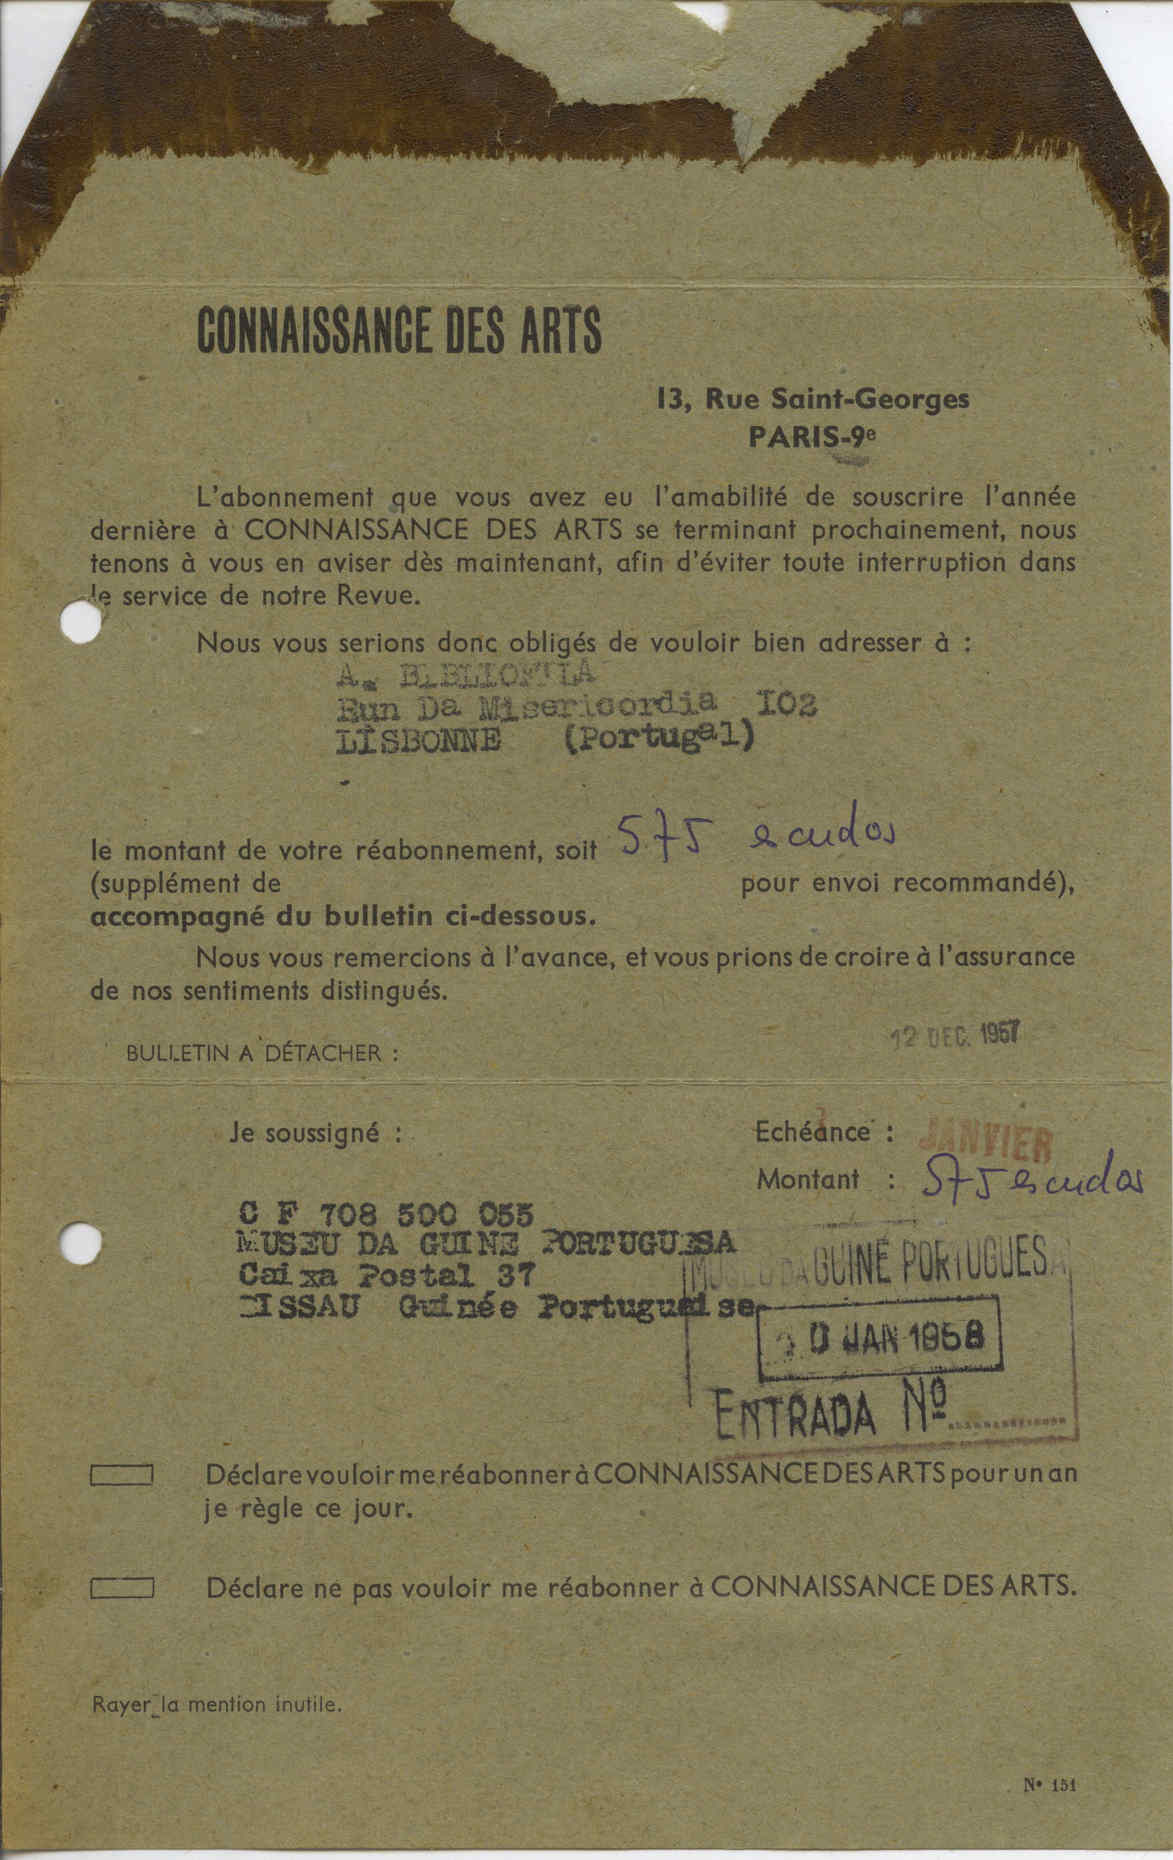 CONNAISSANCE DES ARTS
13, Rue Saint-Georges
PARIS-9e
L'abonnement que vous avez eu l'amabilité de souscrire l'année
dernière à CONNAISSANCE DES ARTS se terminant prochainement, nous
tenons à vous en aviser dès maintenant, afin d'éviter toute interruption dans
le service de notre Revue.
Nous vous serions donc obligés de vouloir bien adresser à :
A.
Run Da Misericordia 102
LISBONNE (Portugal)
le montant de votre réabonnement, soit 575 escudos
(supplément de pour envoi recommandé),
accompagné du bulletin ci-dessous.
Nous vous remercions à l'avance, et vous prions de croire à l'assurance
de nos sentiments distingués.
12 DEC. 1957
BULLETIN A DÉTACHER :
Je soussigné :
Echéance : JANVIER
Montant : 575 escudos
C F 708 500 055
MUSEU DA GUINE PORTUGUESA
Caixa Postal 37
BISSAU Guinée Portugaise
MUSEU DA GUINÉ PORTUGUESA
JAN 1958
ENTRADA Nº
Déclare vouloir me réabonner à CONNAISSANCE DES ARTS pour un an
je règle ce jour.
Déclare ne pas vouloir me réabonner à CONNAISSANCE DES ARTS.
Rayer la mention inutile.
N° 151